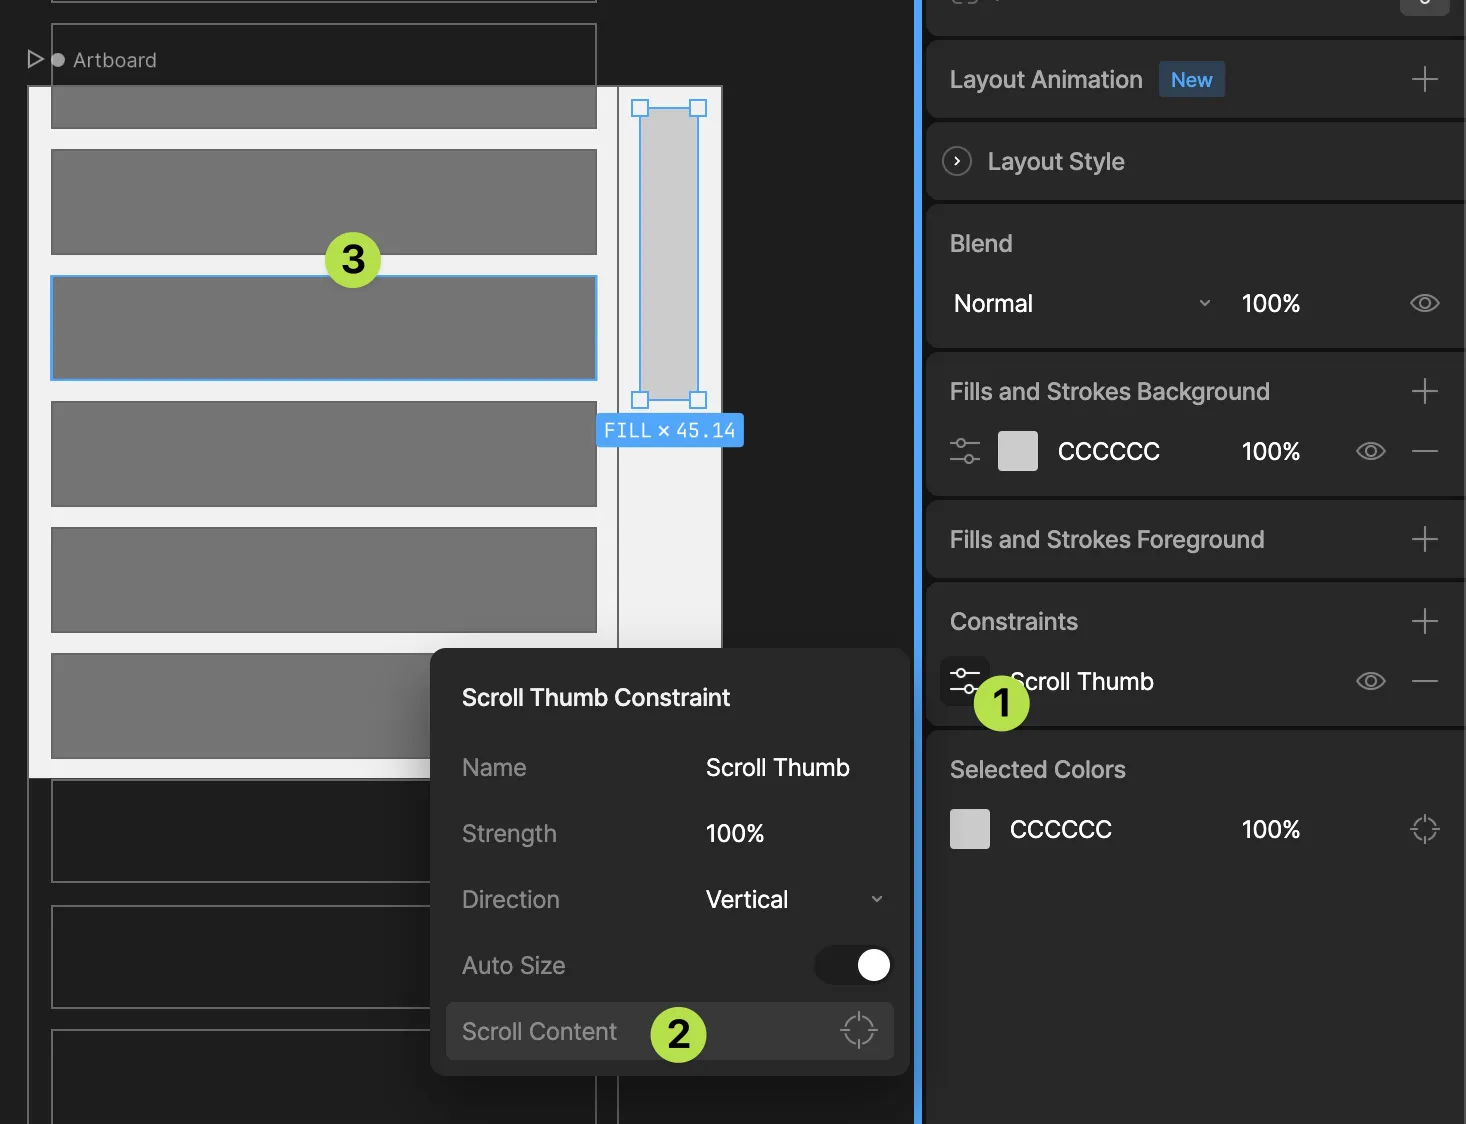 Artboard
3
FILL × 45.14
Layout Animation New
Layout Style
Blend
Normal 100%
Fills and Strokes Background
CCCCCC 100%
Fills and Strokes Foreground
Constraints
Scroll Thumb
1
Selected Colors
CCCCCC 100%
Scroll Thumb Constraint
Name Scroll Thumb
Strength 100%
Direction Vertical
Auto Size
Scroll Content 2